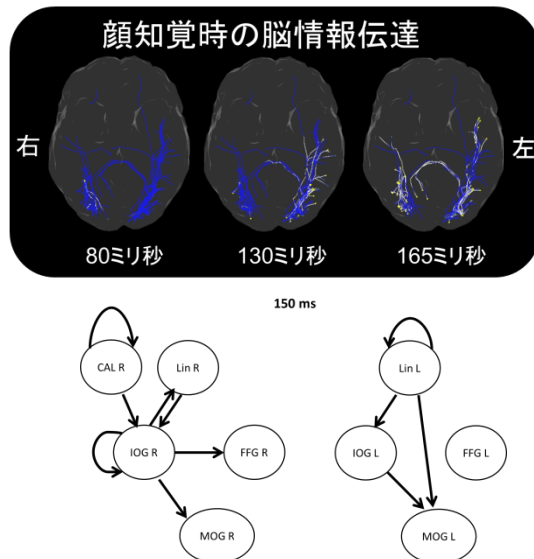 顔知覚時の脳情報伝達
右
左
80ミリ秒
130ミリ秒
165ミリ秒
150 ms
CAL R
Lin R
Lin L
IOG R
FFG R
IOG L
FFG L
MOG R
MOG L